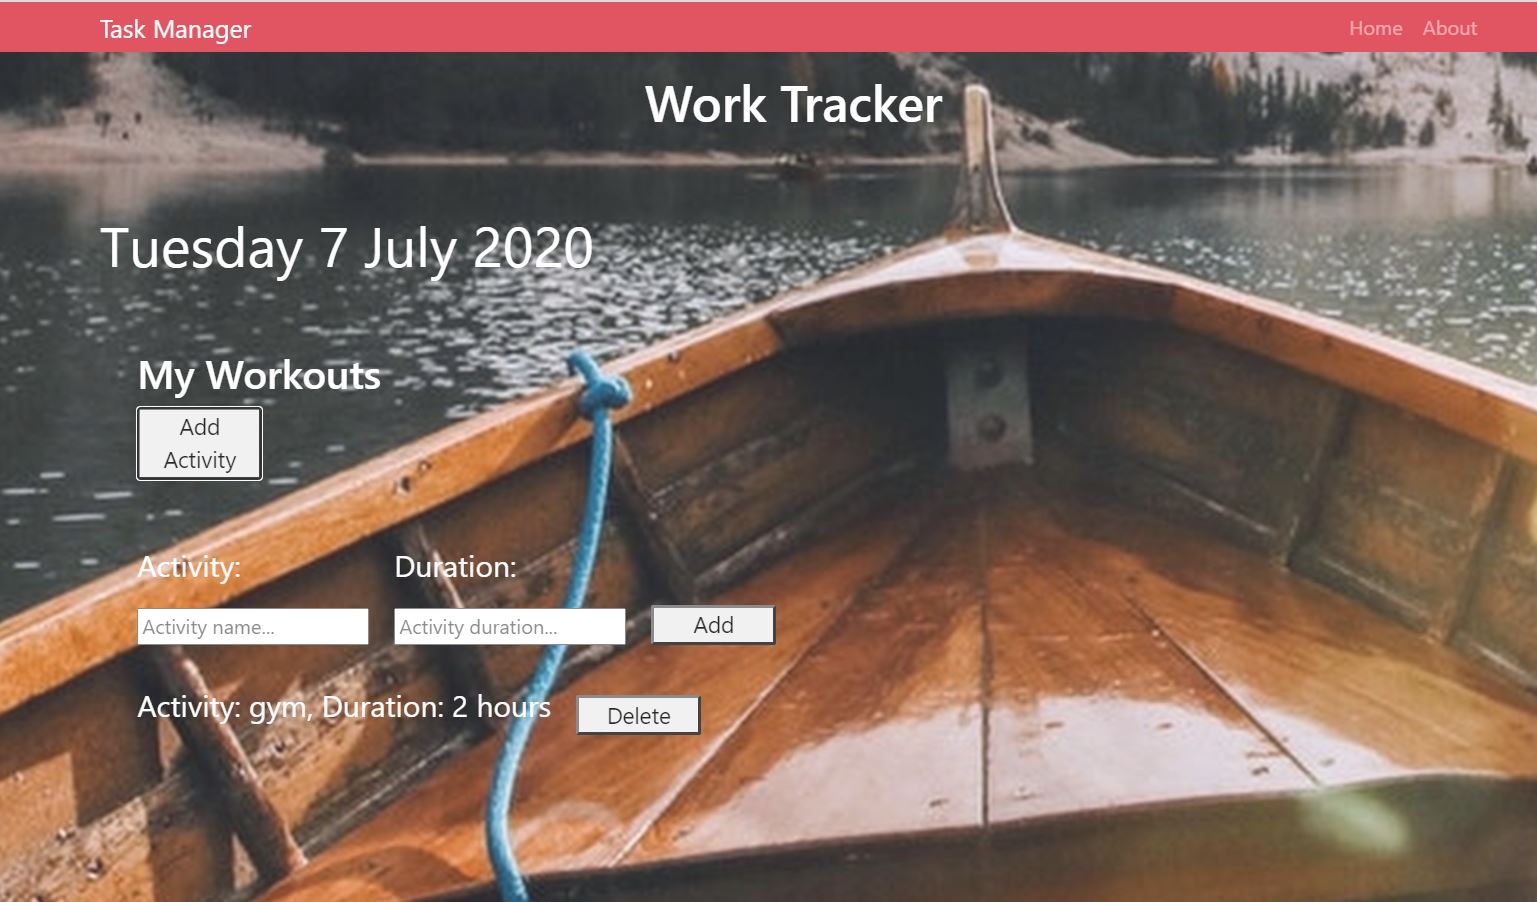 Task Manager
Home About
Work Tracker
Tuesday 7 July 2020
My Workouts
Add
Activity
Activity: Duration:
Activity name... Activity duration... Add
Activity: gym, Duration: 2 hours Delete